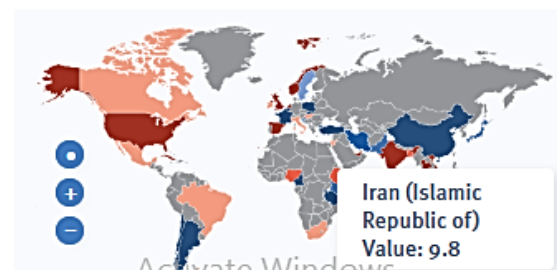 Iran (Islamic
Republic of)
Value: 9.8
Activate Windows